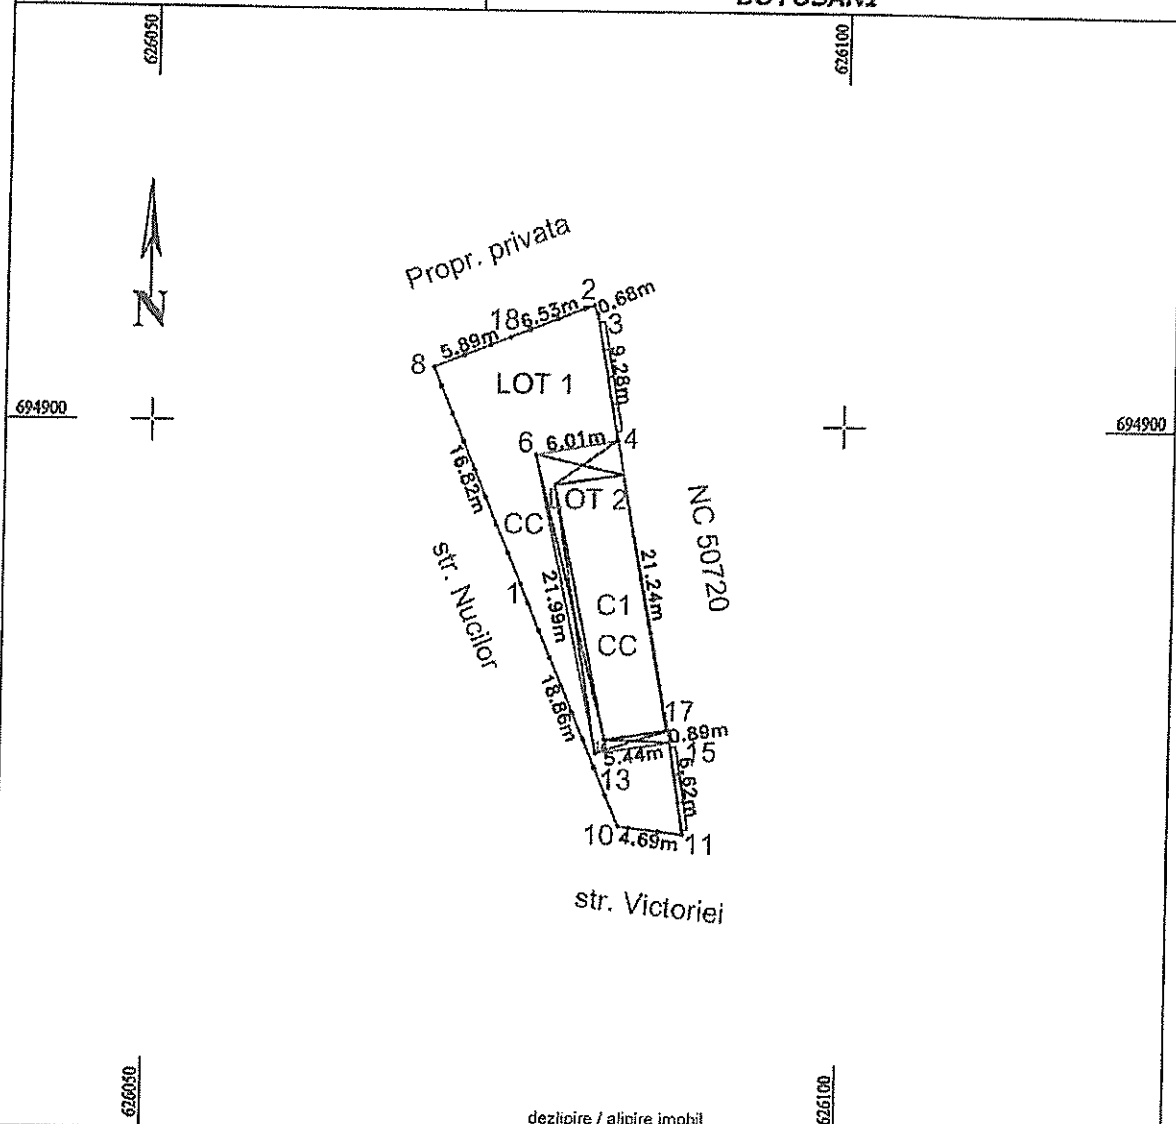 BOTOSANI
626050
626100
N
Propr. privata
2
0.68m
18
6.53m
3
8
5.89m
9.28m
LOT 1
694900
694900
6
6.01m
4
16.82m
LOT 2
CC
NC 50720
str. Nucilor
1
21.99m
21.24m
C1
CC
18.86m
17
0.89m
5.44m
15
13
6.62m
10
4.69m
11
str. Victoriei
626050
626100
dezlipire / alipire imobil